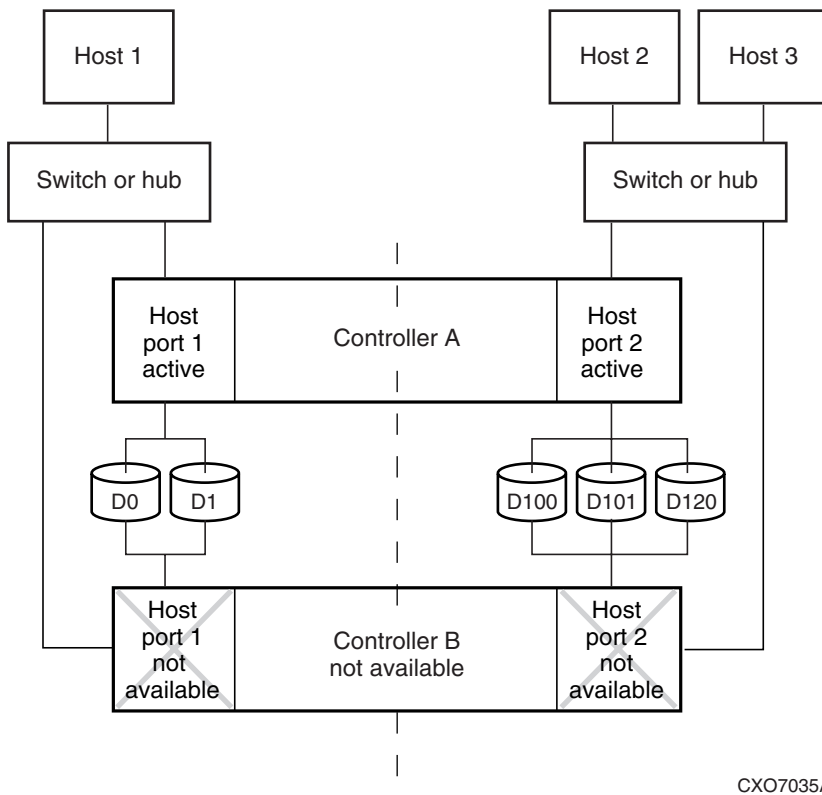 Host 1
Host 2
Host 3
Switch or hub
Switch or hub
Host
port 1
active
Controller A
Host
port 2
active
D0
D1
D100
D101
D120
Host
port 1
not
available
Controller B
not available
Host
port 2
not
available
CXO7035A